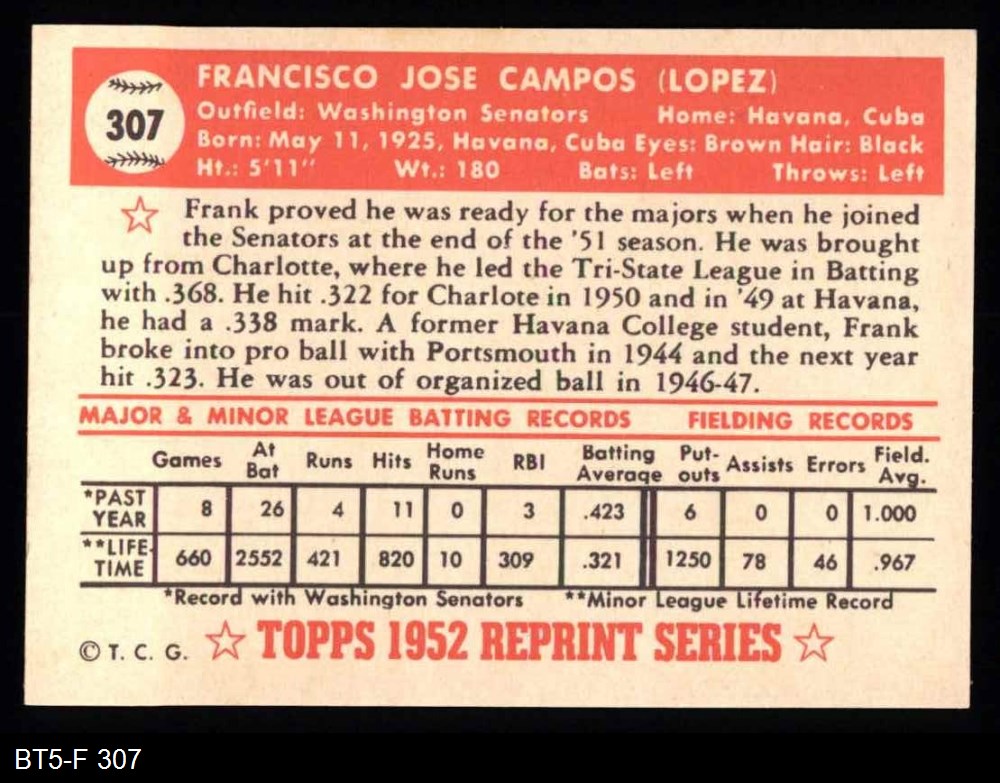 307
FRANCISCO JOSE CAMPOS (LOPEZ)
Outfield: Washington Senators Home: Havana, Cuba
Born: May 11, 1925, Havana, Cuba Eyes: Brown Hair: Black
Ht.: 5'11" Wt.: 180 Bats: Left Throws: Left
Frank proved he was ready for the majors when he joined
the Senators at the end of the '51 season. He was brought
up from Charlotte, where he led the Tri-State League in Batting
with .368. He hit .322 for Charlote in 1950 and in '49 at Havana,
he had a .338 mark. A former Havana College student, Frank
broke into pro ball with Portsmouth in 1944 and the next year
hit .323. He was out of organized ball in 1946-47.
MAJOR & MINOR LEAGUE BATTING RECORDS FIELDING RECORDS
Games At Bat Runs Hits Home Runs RBI Batting Average Put-outs Assists Errors Field. Avg.
*PAST YEAR 8 26 4 11 0 3 .423 6 0 0 1.000
**LIFE-TIME 660 2552 421 820 10 309 .321 1250 78 46 .967
*Record with Washington Senators **Minor League Lifetime Record
© T. C. G. ☆ TOPPS 1952 REPRINT SERIES ☆
BT5-F 307